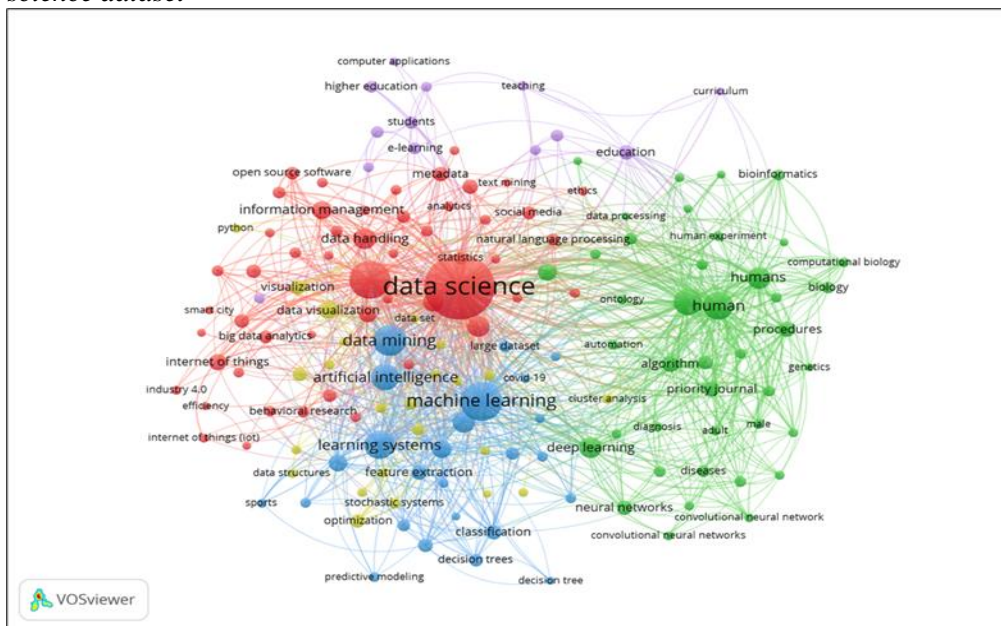 science dataset
computer applications
higher education
teaching
curriculum
students
e-learning
education
open source software
metadata
text mining
bioinformatics
analytics
ethics
information management
social media
data processing
python
data handling
natural language processing
human experiment
statistics
computational biology
data science
humans
visualization
biology
ontology
human
smart city
data visualization
data set
procedures
big data analytics
data mining
large dataset
automation
internet of things
algorithm
genetics
artificial intelligence
covid-19
industry 4.0
machine learning
cluster analysis
priority journal
efficiency
behavioral research
diagnosis
adult
male
internet of things (iot)
learning systems
deep learning
data structures
feature extraction
diseases
sports
stochastic systems
neural networks
optimization
convolutional neural network
classification
convolutional neural networks
decision trees
predictive modeling
decision tree
VOSviewer